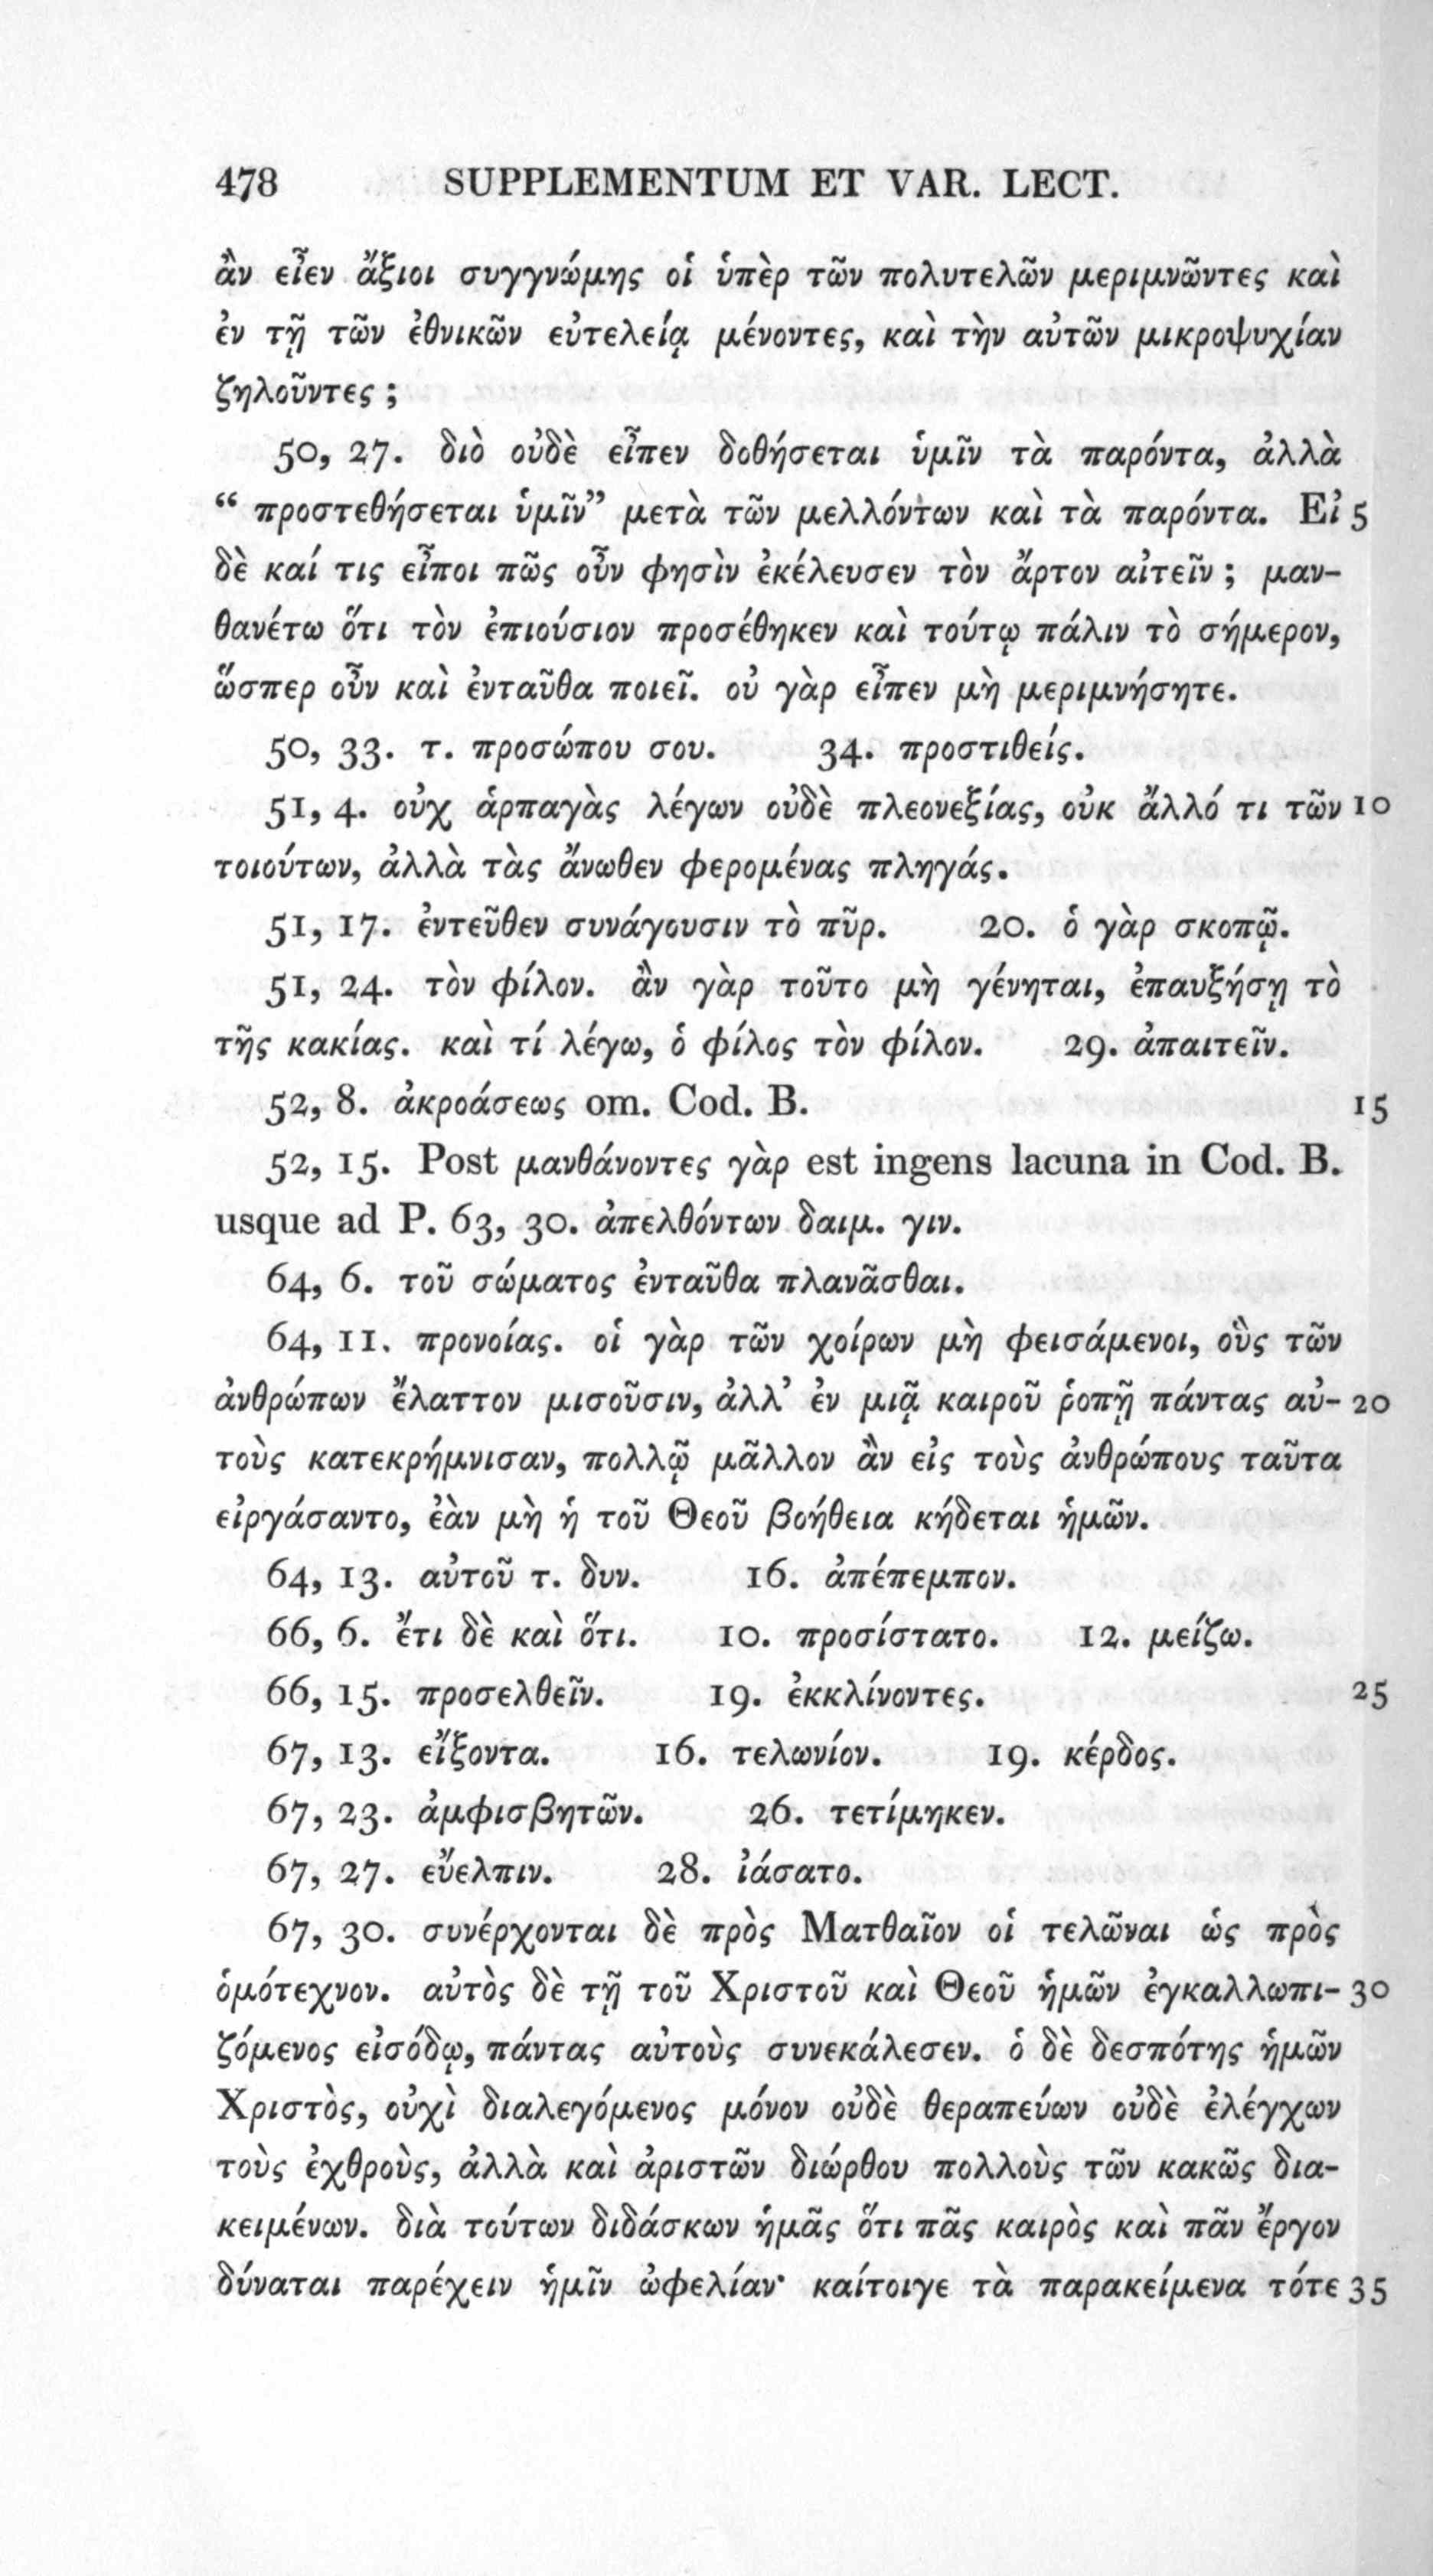 478 SUPPLEMENTUM ET VAR. LECT.
ἂν εἶεν ἄξιοι συγγνώμης οἱ ὑπὲρ τῶν πολυτελῶν μεριμνῶντες καὶ
ἐν τῇ τῶν ἐθνικῶν εὐτελείᾳ μένοντες, καὶ τὴν αὐτῶν μικροψυχίαν
ζηλοῦντες ;
50, 27. διὸ οὐδὲ εἶπεν δοθήσεται ὑμῖν τὰ παρόντα, ἀλλὰ
“ προστεθήσεται ὑμῖν” μετὰ τῶν μελλόντων καὶ τὰ παρόντα. Εἰ 5
δὲ καί τις εἶποι πῶς οὖν φησὶν ἐκέλευσεν τὸν ἄρτον αἰτεῖν ; μαν-
θανέτω ὅτι τὸν ἐπιούσιον προσέθηκεν καὶ τούτῳ πάλιν τὸ σήμερον,
ὥσπερ οὖν καὶ ἐνταῦθα ποιεῖ. οὐ γὰρ εἶπεν μὴ μεριμνήσητε.
50, 33. τ. προσώπου σου. 34. προστιθείς.
51, 4. οὐχ ἁρπαγὰς λέγων οὐδὲ πλεονεξίας, οὐκ ἄλλό τι τῶν 10
τοιούτων, ἀλλὰ τὰς ἄνωθεν φερομένας πληγάς.
51, 17. ἐντεῦθεν συνάγουσιν τὸ πῦρ. 20. ὁ γὰρ σκοπῷ.
51, 24. τὸν φίλον. ἂν γὰρ τοῦτο μὴ γένηται, ἐπαυξήσῃ τὸ
τῆς κακίας. καὶ τί λέγω, ὁ φίλος τὸν φίλον. 29. ἀπαιτεῖν.
52, 8. ἀκροάσεως om. Cod. B. 15
52, 15. Post μανθάνοντες γὰρ est ingens lacuna in Cod. B.
usque ad P. 63, 30. ἀπελθόντων δαιμ. γιν.
64, 6. τοῦ σώματος ἐνταῦθα πλανᾶσθαι.
64, 11. προνοίας. οἱ γὰρ τῶν χοίρων μὴ φεισάμενοι, οὓς τῶν
ἀνθρώπων ἔλαττον μισοῦσιν, ἀλλ’ ἐν μιᾷ καιροῦ ῥοπῇ πάντας αὐ- 20
τοὺς κατεκρήμνισαν, πολλῷ μᾶλλον ἂν εἰς τοὺς ἀνθρώπους ταῦτα
εἰργάσαντο, ἐὰν μὴ ἡ τοῦ Θεοῦ βοήθεια κήδεται ἡμῶν.
64, 13. αὐτοῦ τ. δυν. 16. ἀπέπεμπον.
66, 6. ἔτι δὲ καὶ ὅτι. 10. προσίστατο. 12. μείζω.
66, 15. προσελθεῖν. 19. ἐκκλίνοντες. 25
67, 13. εἴξοντα. 16. τελωνίον. 19. κέρδος.
67, 23. ἀμφισβητῶν. 26. τετίμηκεν.
67, 27. εὔελπιν. 28. ἰάσατο.
67, 30. συνέρχονται δὲ πρὸς Ματθαῖον οἱ τελῶναι ὡς πρὸς
ὁμότεχνον. αὐτὸς δὲ τῇ τοῦ Χριστοῦ καὶ Θεοῦ ἡμῶν ἐγκαλλωπι- 30
ζόμενος εἰσόδῳ, πάντας αὐτοὺς συνεκάλεσεν. ὁ δὲ δεσπότης ἡμῶν
Χριστὸς, οὐχὶ διαλεγόμενος μόνον οὐδὲ θεραπεύων οὐδὲ ἐλέγχων
τοὺς ἐχθροὺς, ἀλλὰ καὶ ἀριστῶν διώρθου πολλοὺς τῶν κακῶς δια-
κειμένων. διὰ τούτων διδάσκων ἡμᾶς ὅτι πᾶς καιρὸς καὶ πᾶν ἔργον
δύναται παρέχειν ἡμῖν ὠφελίαν· καίτοιγε τὰ παρακείμενα τότε 35